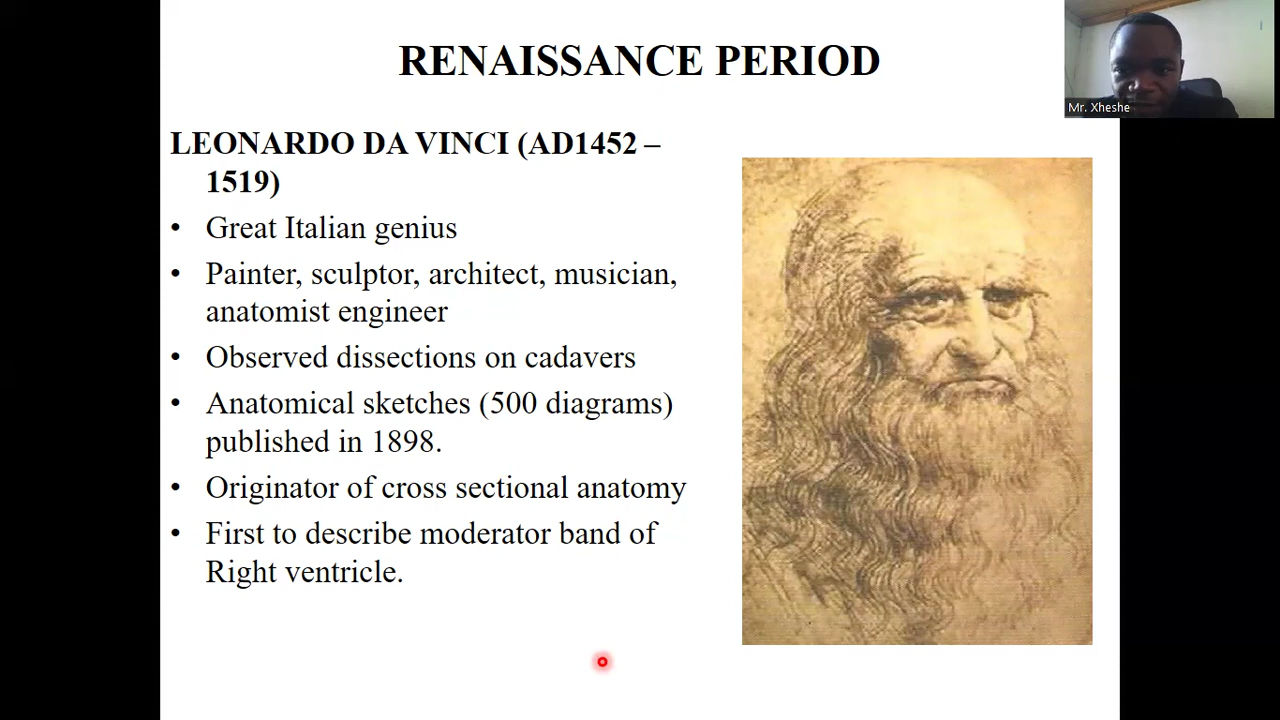 RENAISSANCE PERIOD
Mr. Xheshe
LEONARDO DA VINCI (AD1452 –
1519)
• Great Italian genius
• Painter, sculptor, architect, musician,
anatomist engineer
• Observed dissections on cadavers
• Anatomical sketches (500 diagrams)
published in 1898.
• Originator of cross sectional anatomy
• First to describe moderator band of
Right ventricle.